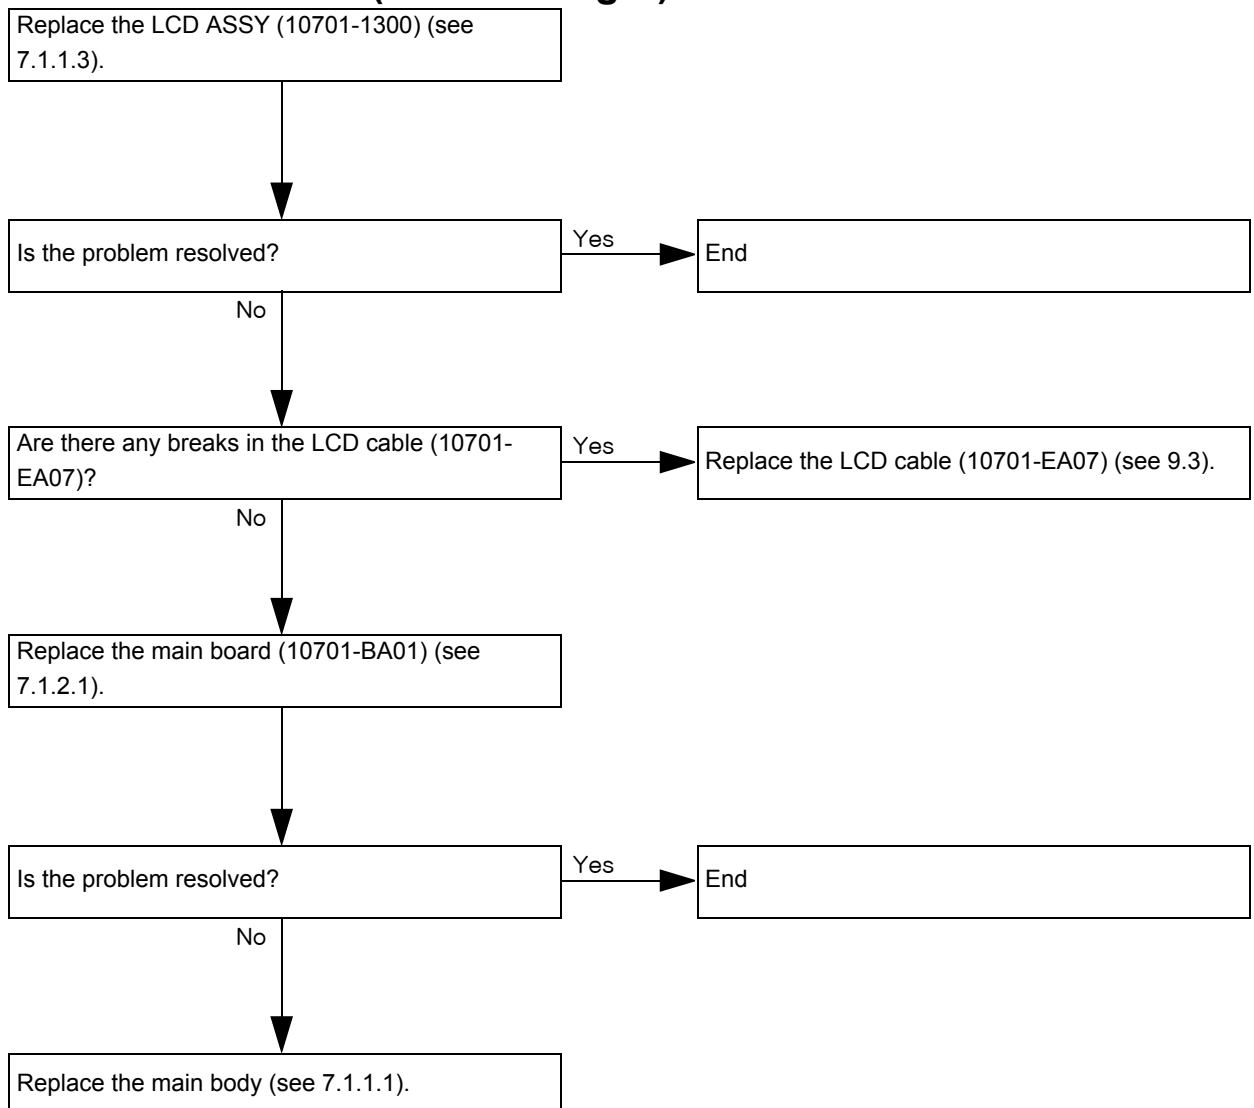 Replace the LCD ASSY (10701-1300) (see
7.1.1.3).
Is the problem resolved?
Yes
End
No
Are there any breaks in the LCD cable (10701-
EA07)?
Yes
Replace the LCD cable (10701-EA07) (see 9.3).
No
Replace the main board (10701-BA01) (see
7.1.2.1).
Is the problem resolved?
Yes
End
No
Replace the main body (see 7.1.1.1).